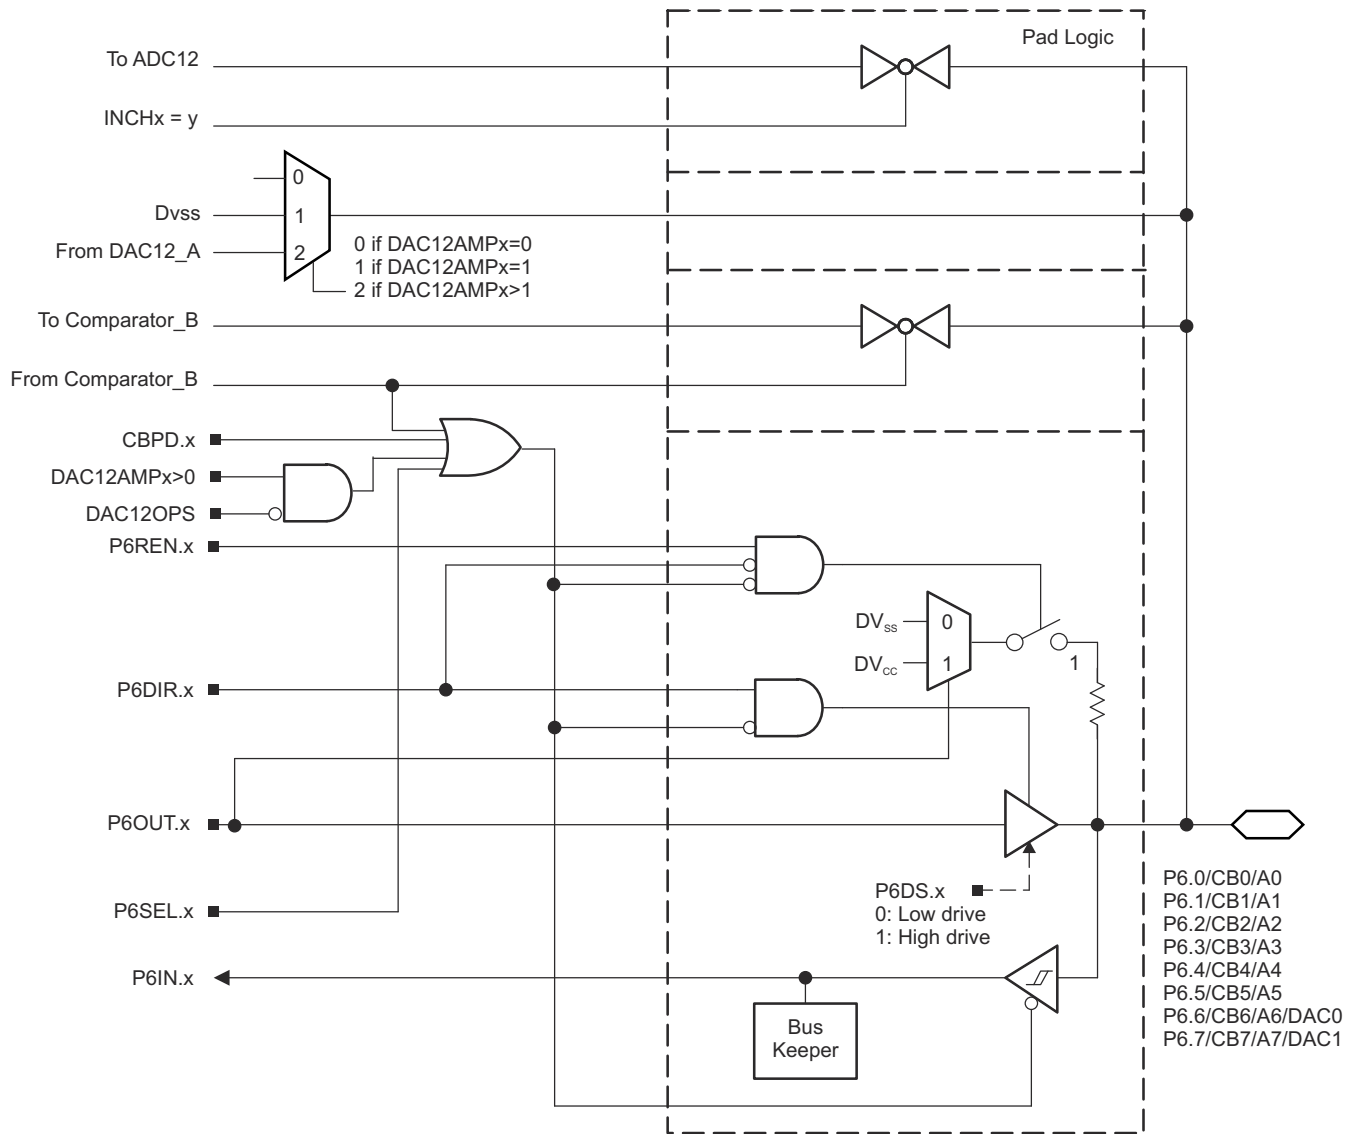 Pad Logic
To ADC12
INCHx = y
0
Dvss
1
From DAC12_A
2
0 if DAC12AMPx=0
1 if DAC12AMPx=1
2 if DAC12AMPx>1
To Comparator_B
From Comparator_B
CBPD.x
DAC12AMPx>0
DAC12OPS
P6REN.x
DVSS
0
DVCC
1
1
P6DIR.x
P6OUT.x
P6DS.x
0: Low drive
1: High drive
P6SEL.x
P6IN.x
Bus
Keeper
P6.0/CB0/A0
P6.1/CB1/A1
P6.2/CB2/A2
P6.3/CB3/A3
P6.4/CB4/A4
P6.5/CB5/A5
P6.6/CB6/A6/DAC0
P6.7/CB7/A7/DAC1